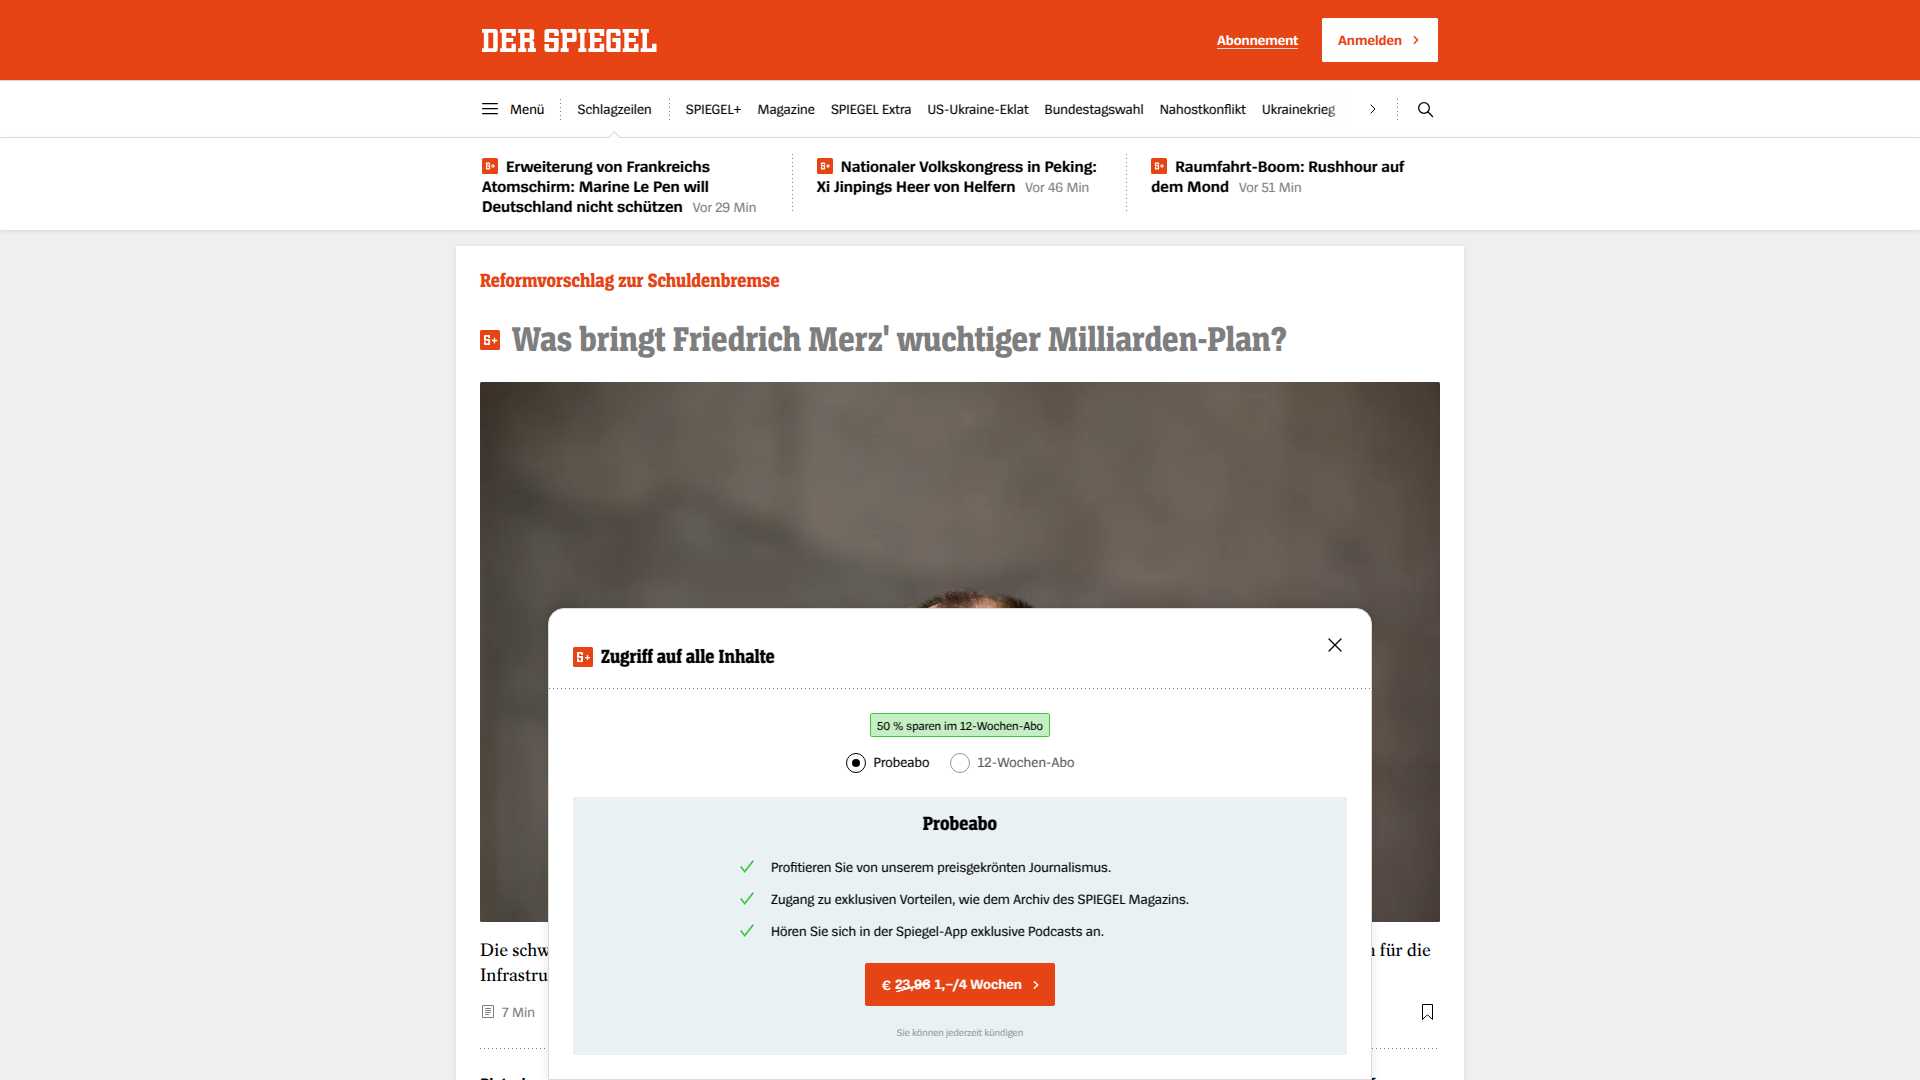 DER SPIEGEL
Abonnement
Anmelden
Menü
Schlagzeilen
SPIEGEL+
Magazine
SPIEGEL Extra
US-Ukraine-Eklat
Bundestagswahl
Nahostkonflikt
Ukrainekrieg
Erweiterung von Frankreichs
Atomschirm: Marine Le Pen will
Deutschland nicht schützen Vor 29 Min
Nationaler Volkskongress in Peking:
Xi Jinpings Heer von Helfern Vor 46 Min
Raumfahrt-Boom: Rushhour auf
dem Mond Vor 51 Min
Reformvorschlag zur Schuldenbremse
S+ Was bringt Friedrich Merz' wuchtiger Milliarden-Plan?
S+ Zugriff auf alle Inhalte
50 % sparen im 12-Wochen-Abo
Probeabo
12-Wochen-Abo
Probeabo
Profitieren Sie von unserem preisgekrönten Journalismus.
Zugang zu exklusiven Vorteilen, wie dem Archiv des SPIEGEL Magazins.
Hören Sie sich in der Spiegel-App exklusive Podcasts an.
€ 23,96 1,–/4 Wochen
Sie können jederzeit kündigen
Die schw
für die
Infrastru
7 Min